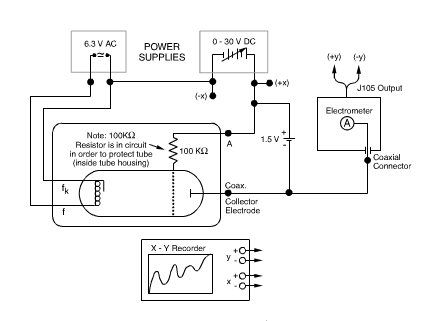 6.3 V AC
POWER
SUPPLIES
0 - 30 V DC
(+y)
(-y)
(-x)
(+x)
J105 Output
Electrometer
A
Note: 100KΩ
Resistor is in circuit
in order to protect tube
(inside tube housing)
100 KΩ
A
1.5 V
+
-
Coaxial
Connector
fk
f
Coax.
Collector
Electrode
X - Y Recorder
y
+
-
x
+
-